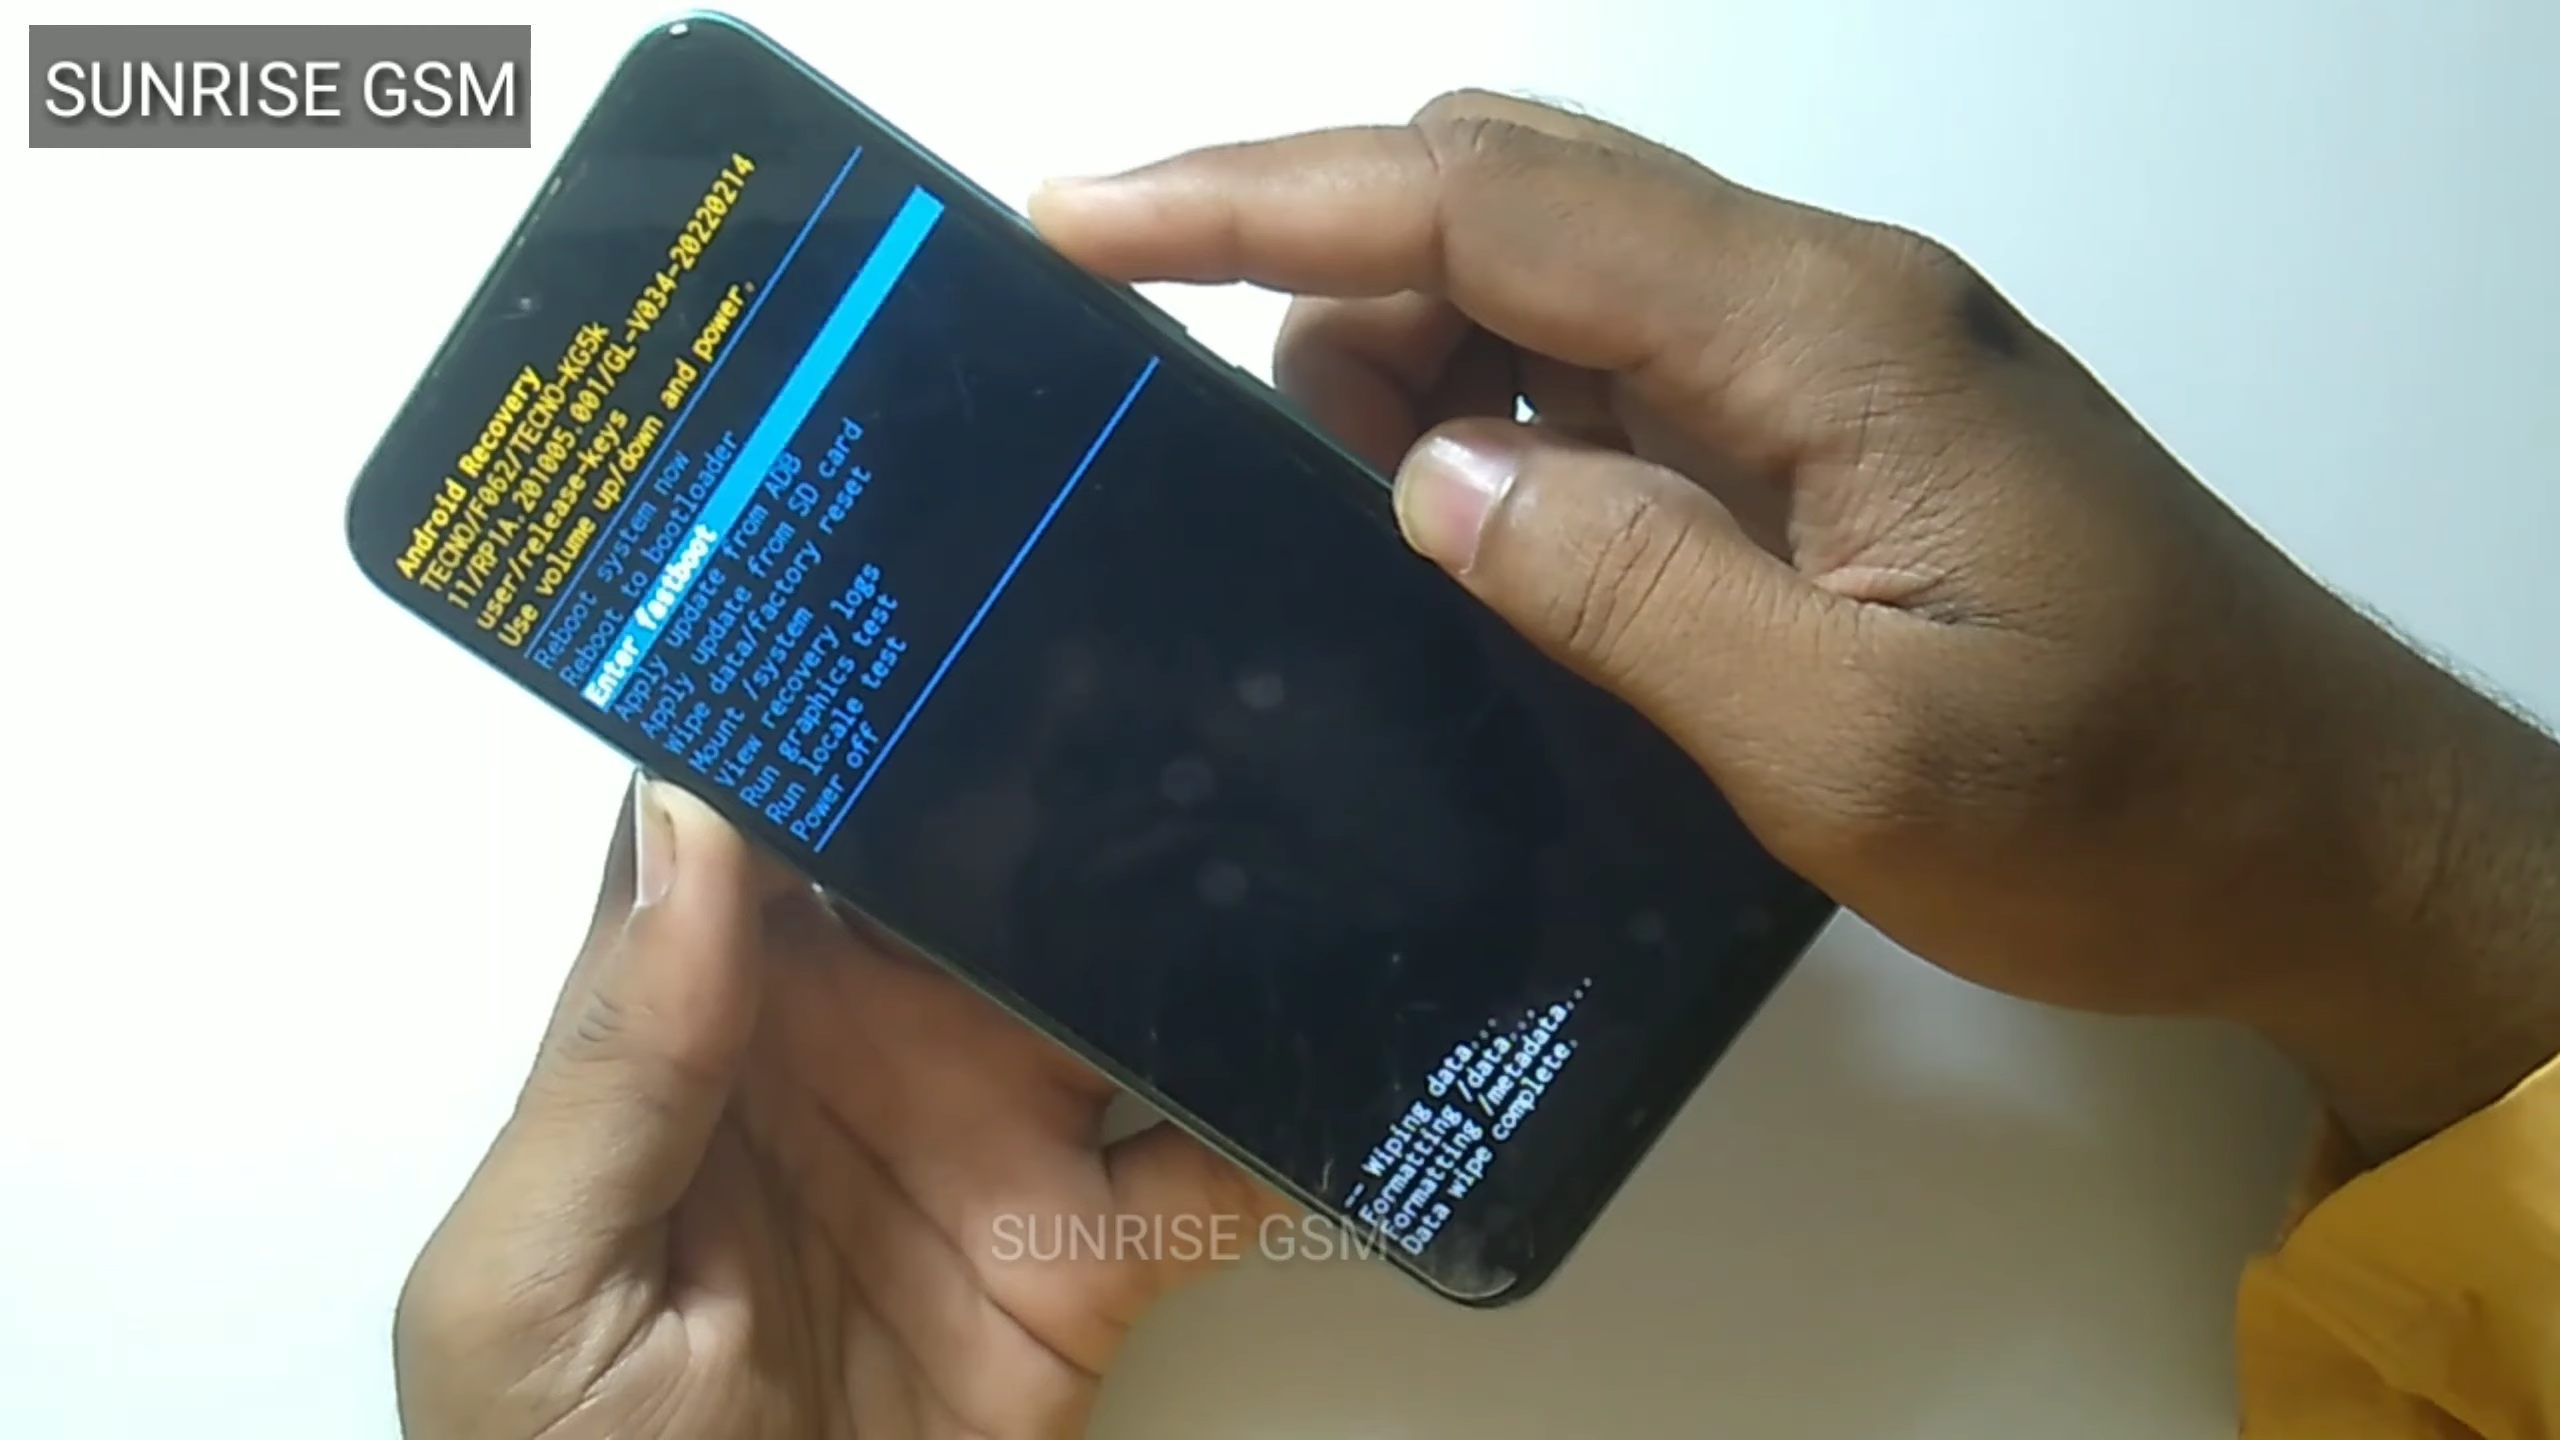 SUNRISE GSM
Android Recovery
TECNO/F062/TECNO-KG5k
11/RP1A.201005.001/GL-V034-20220214
user/release-keys
Use volume up/down and power.
Reboot system now
Reboot to bootloader
Enter fastboot
Apply update from ADB
Apply update from SD card
Wipe data/factory reset
Mount /system
View recovery logs
Run graphics test
Run locale test
Power off
-- Wiping data...
Formatting /data...
Formatting /metadata...
Data wipe complete.
SUNRISE GSM